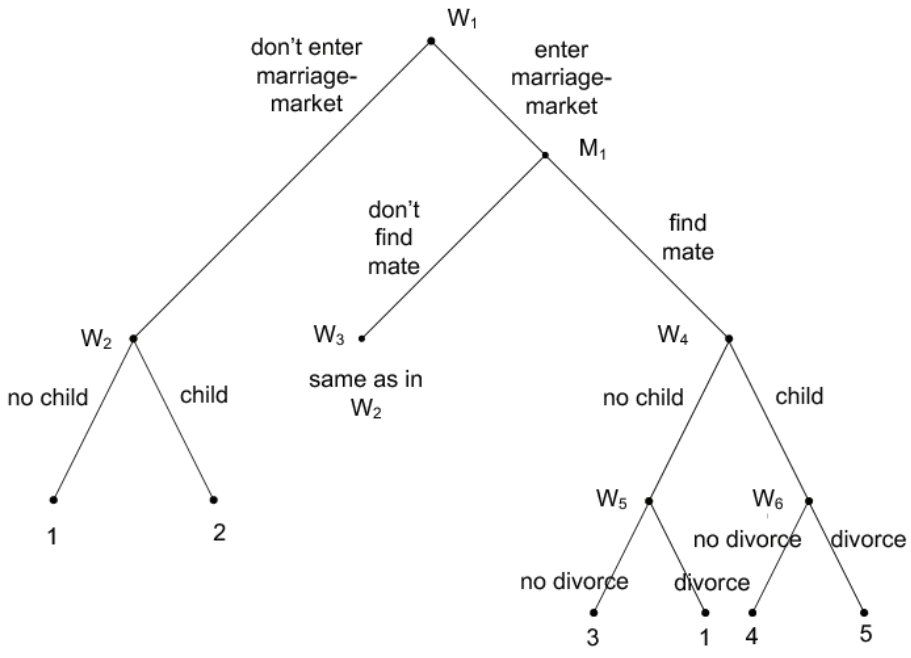 W₁
don't enter
marriage-
market
enter
marriage-
market
M₁
don't
find
mate
find
mate
W₂
W₃
W₄
same as in
W₂
no child
child
no child
child
1
2
W₅
W₆
no divorce
divorce
no divorce
divorce
3
1
4
5